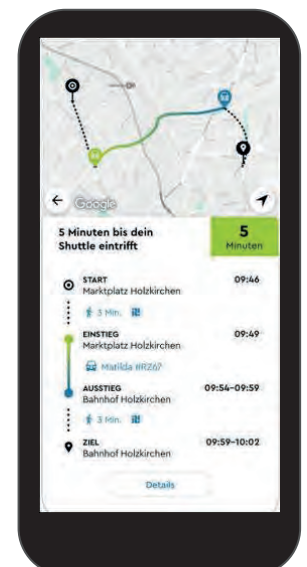 Google
5 Minuten bis dein
Shuttle eintrifft
5
Minuten
START
09:46
Marktplatz Holzkirchen
3 Min.
EINSTIEG
09:49
Marktplatz Holzkirchen
Matilda #RZ67
AUSSTIEG
09:54-09:59
Bahnhof Holzkirchen
3 Min.
ZIEL
09:59-10:02
Bahnhof Holzkirchen
Details